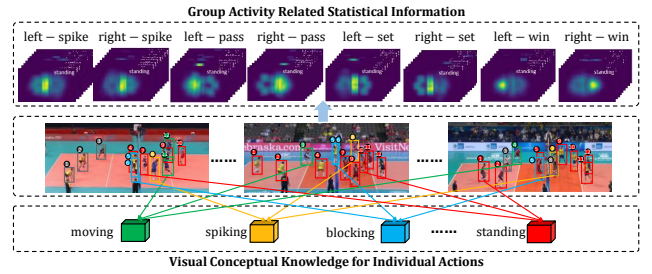 Group Activity Related Statistical Information
left – spike right – spike left – pass right – pass left – set right – set left – win right – win
standing standing standing standing standing standing standing standing
...... ......
moving spiking blocking ...... standing
Visual Conceptual Knowledge for Individual Actions